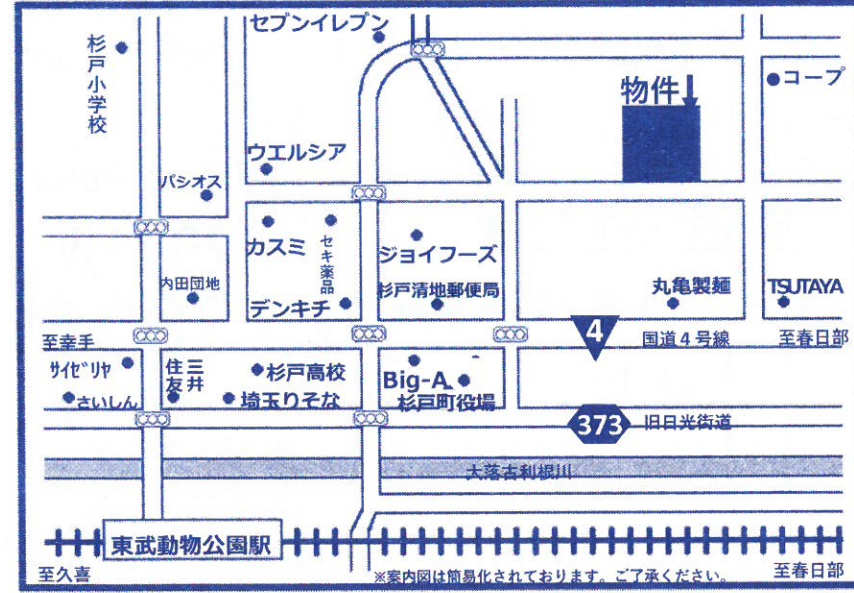 セブンイレブン
杉戸小学校
コープ
物件
ウエルシア
パシオス
カスミ
セキ薬品
ジョイフーズ
内田団地
デンキチ
杉戸清地郵便局
丸亀製麺
TSUTAYA
至幸手
4
国道4号線
至春日部
サイゼリヤ
三井
住友
杉戸高校
Big-A
さいしん
埼玉りそな
杉戸町役場
373
旧日光街道
大落古利根川
東武動物公園駅
至久喜
※案内図は簡易化されております。ご了承ください。
至春日部